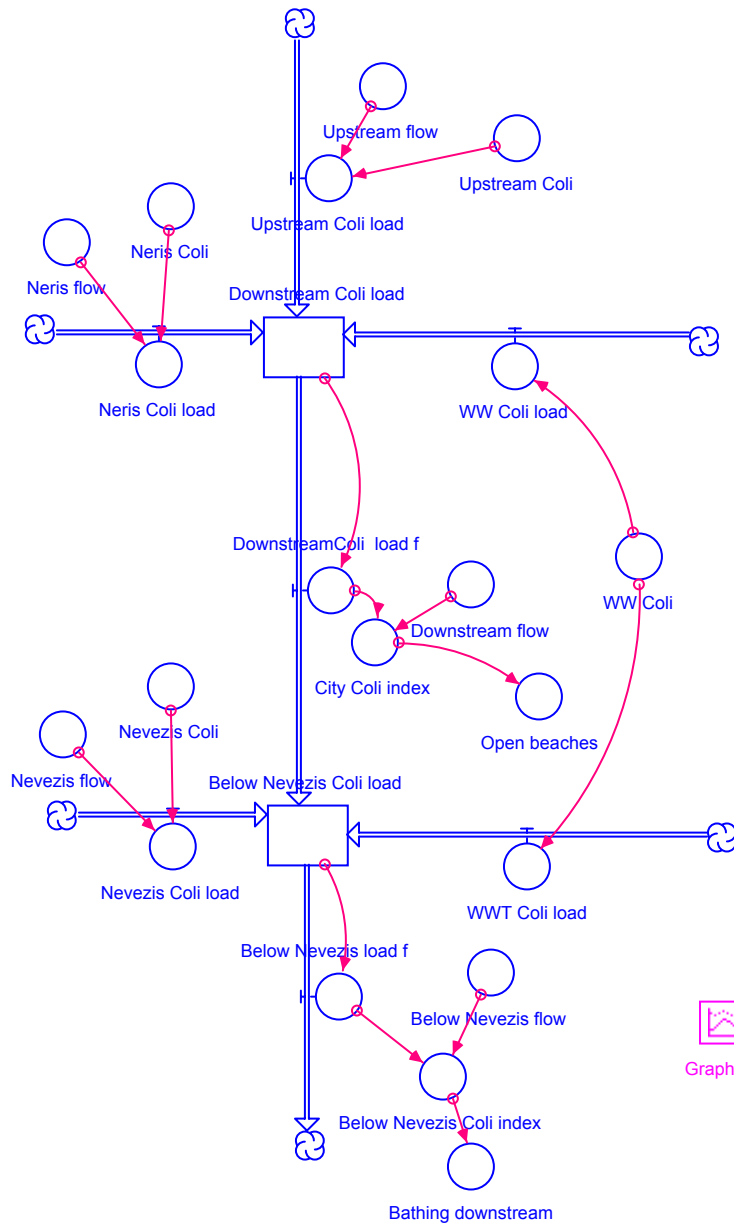 Upstream flow
Upstream Coli
Upstream Coli load
Neris Coli
Neris flow
Downstream Coli load
Neris Coli load
WW Coli load
DownstreamColi  load f
WW Coli
Downstream flow
City Coli index
Nevezis Coli
Open beaches
Nevezis flow
Below Nevezis Coli load
Nevezis Coli load
WWT Coli load
Below Nevezis load f
Below Nevezis flow
Graph
Below Nevezis Coli index
Bathing downstream